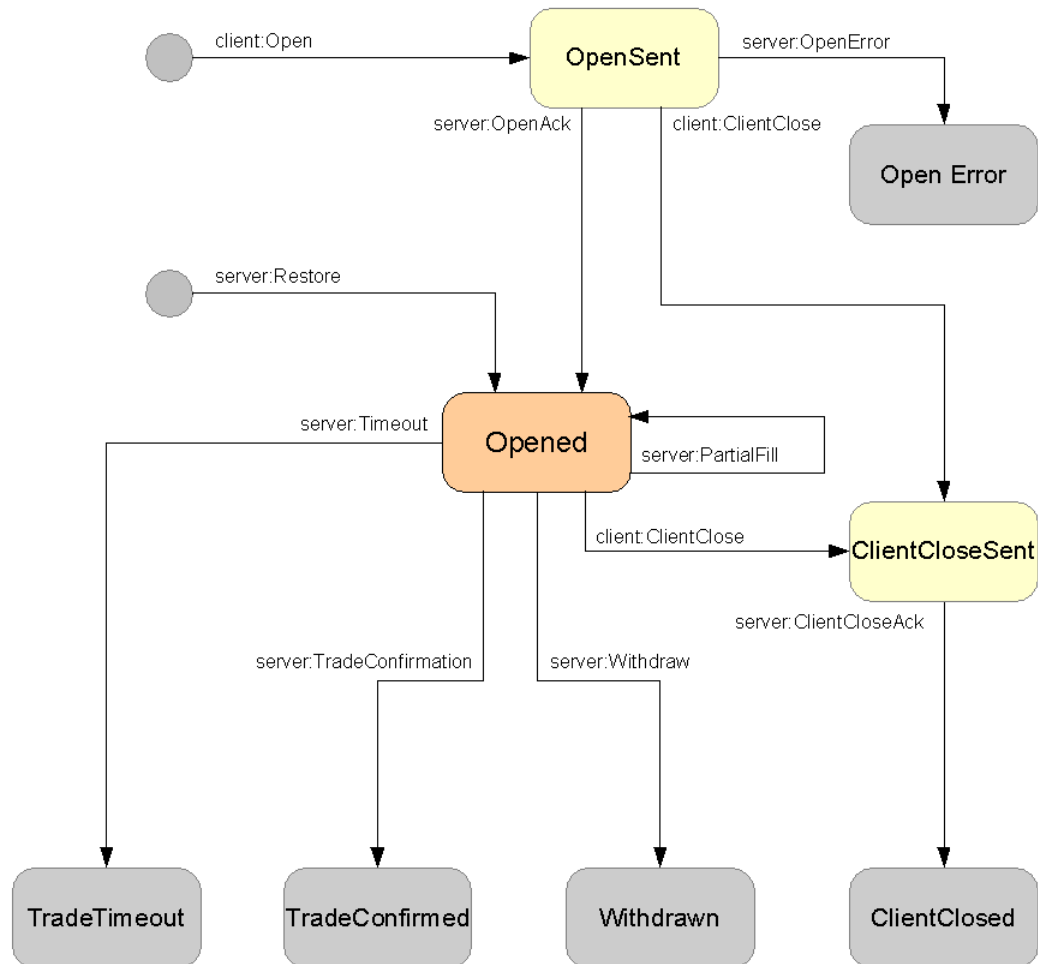 client:Open
OpenSent
server:OpenError
server:OpenAck
client:ClientClose
Open Error
server:Restore
server:Timeout
Opened
server:PartialFill
client:ClientClose
ClientCloseSent
server:ClientCloseAck
server:TradeConfirmation
server:Withdraw
TradeTimeout
TradeConfirmed
Withdrawn
ClientClosed